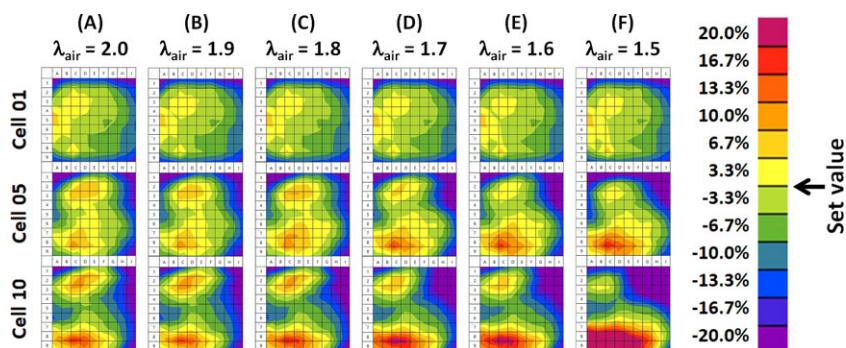 (A) (B) (C) (D) (E) (F)
λair = 2.0 λair = 1.9 λair = 1.8 λair = 1.7 λair = 1.6 λair = 1.5
Cell 01
Cell 05
Cell 10
20.0%
16.7%
13.3%
10.0%
6.7%
3.3%
-3.3%
-6.7%
-10.0%
-13.3%
-16.7%
-20.0%
Set value